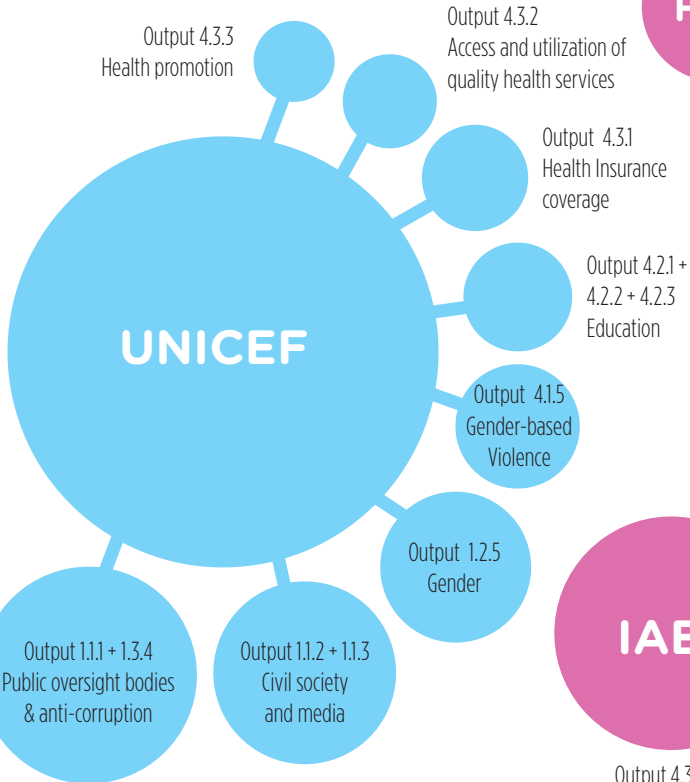 Output 4.3.3
Health promotion
Output 4.3.2
Access and utilization of
quality health services
Output 4.3.1
Health Insurance
coverage
Output 4.2.1 +
4.2.2 + 4.2.3
Education
UNICEF
Output 4.1.5
Gender-based
Violence
Output 1.2.5
Gender
Output 1.1.1 + 1.3.4
Public oversight bodies
& anti-corruption
Output 1.1.2 + 1.1.3
Civil society
and media
Output 4.3